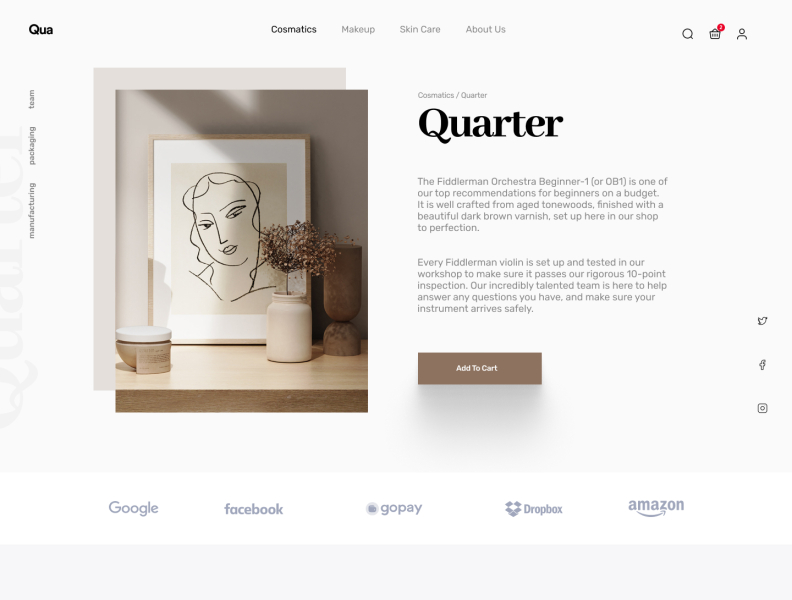 Qua
Cosmatics
Makeup
Skin Care
About Us
2
team
packaging
manufacturing
Quarter
Cosmatics / Quarter
Quarter
The Fiddlerman Orchestra Beginner-1 (or OB1) is one of
our top recommendations for beginners on a budget.
It is well crafted from aged tonewoods, finished with a
beautiful dark brown varnish, set up here in our shop
to perfection.
Every Fiddlerman violin is set up and tested in our
workshop to make sure it passes our rigorous 10-point
inspection. Our incredibly talented team is here to help
answer any questions you have, and make sure your
instrument arrives safely.
Add To Cart
Google
facebook
gopay
Dropbox
amazon